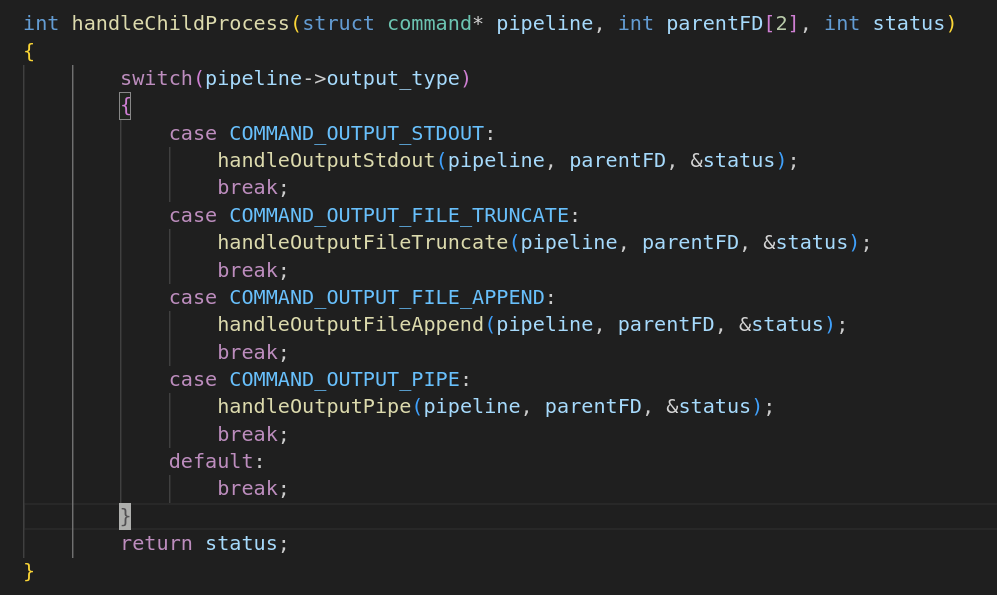 int handleChildProcess(struct command* pipeline, int parentFD[2], int status)
{
        switch(pipeline->output_type)
        {
            case COMMAND_OUTPUT_STDOUT:
                handleOutputStdout(pipeline, parentFD, &status);
                break;
            case COMMAND_OUTPUT_FILE_TRUNCATE:
                handleOutputFileTruncate(pipeline, parentFD, &status);
                break;
            case COMMAND_OUTPUT_FILE_APPEND:
                handleOutputFileAppend(pipeline, parentFD, &status);
                break;
            case COMMAND_OUTPUT_PIPE:
                handleOutputPipe(pipeline, parentFD, &status);
                break;
            default:
                break;
        }
        return status;
}